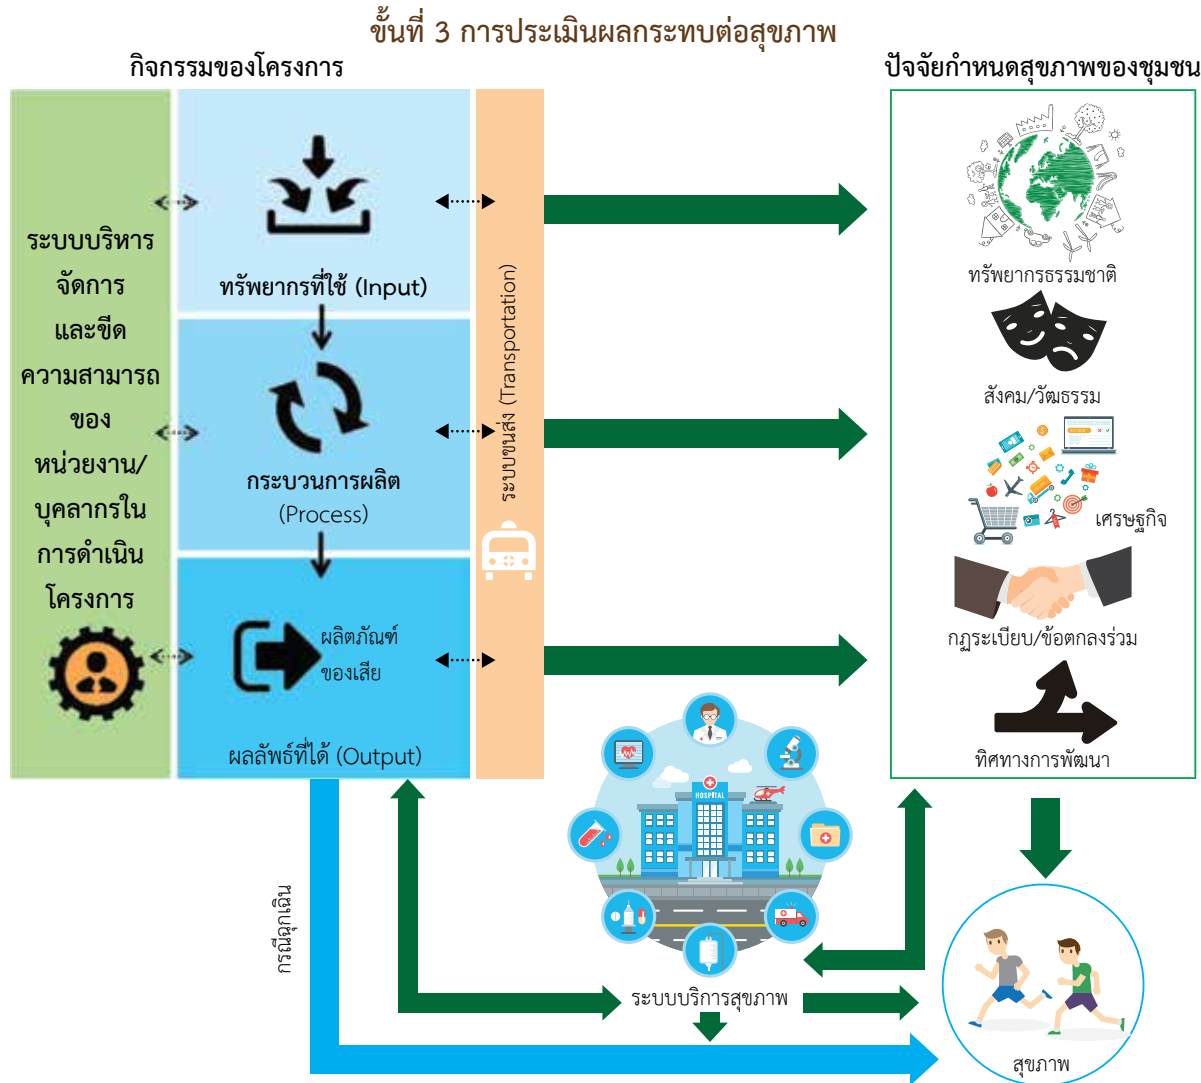 ขั้นที่ 3 การประเมินผลกระทบต่อสุขภาพ
กิจกรรมของโครงการ
ปัจจัยกำหนดสุขภาพของชุมชน
ระบบบริหาร
จัดการ
และขีด
ความสามารถ
ของ
หน่วยงาน/
บุคลากรใน
การดำเนิน
โครงการ
ทรัพยากรที่ใช้ (Input)
กระบวนการผลิต
(Process)
ผลิตภัณฑ์
ของเสีย
ผลลัพธ์ที่ได้ (Output)
ระบบขนส่ง (Transportation)
ทรัพยากรธรรมชาติ
สังคม/วัฒธรรม
เศรษฐกิจ
กฎระเบียบ/ข้อตกลงร่วม
ทิศทางการพัฒนา
HOSPITAL
กรณีฉุกเฉิน
ระบบบริการสุขภาพ
สุขภาพ